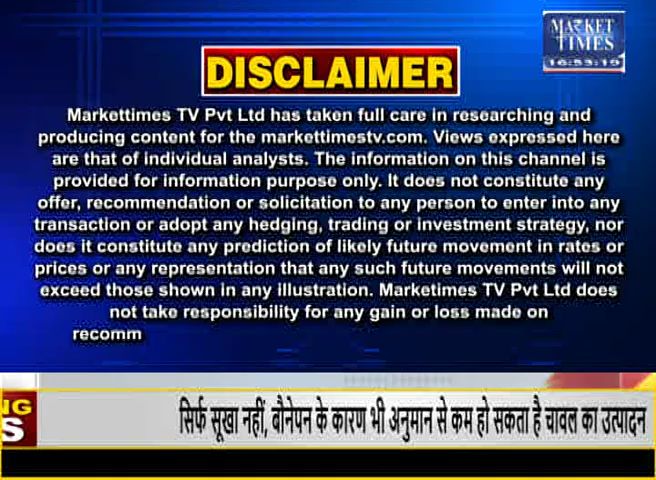 MARKET
TIMES
16:53:19
DISCLAIMER
Markettimes TV Pvt Ltd has taken full care in researching and
producing content for the markettimestv.com. Views expressed here
are that of individual analysts. The information on this channel is
provided for information purpose only. It does not constitute any
offer, recommendation or solicitation to any person to enter into any
transaction or adopt any hedging, trading or investment strategy, nor
does it constitute any prediction of likely future movement in rates or
prices or any representation that any such future movements will not
exceed those shown in any illustration. Marketimes TV Pvt Ltd does
not take responsibility for any gain or loss made on
recomm
NG
S
सिर्फ सूखा नहीं, बौनेपन के कारण भी अनुमान से कम हो सकता है चावल का उत्पादन